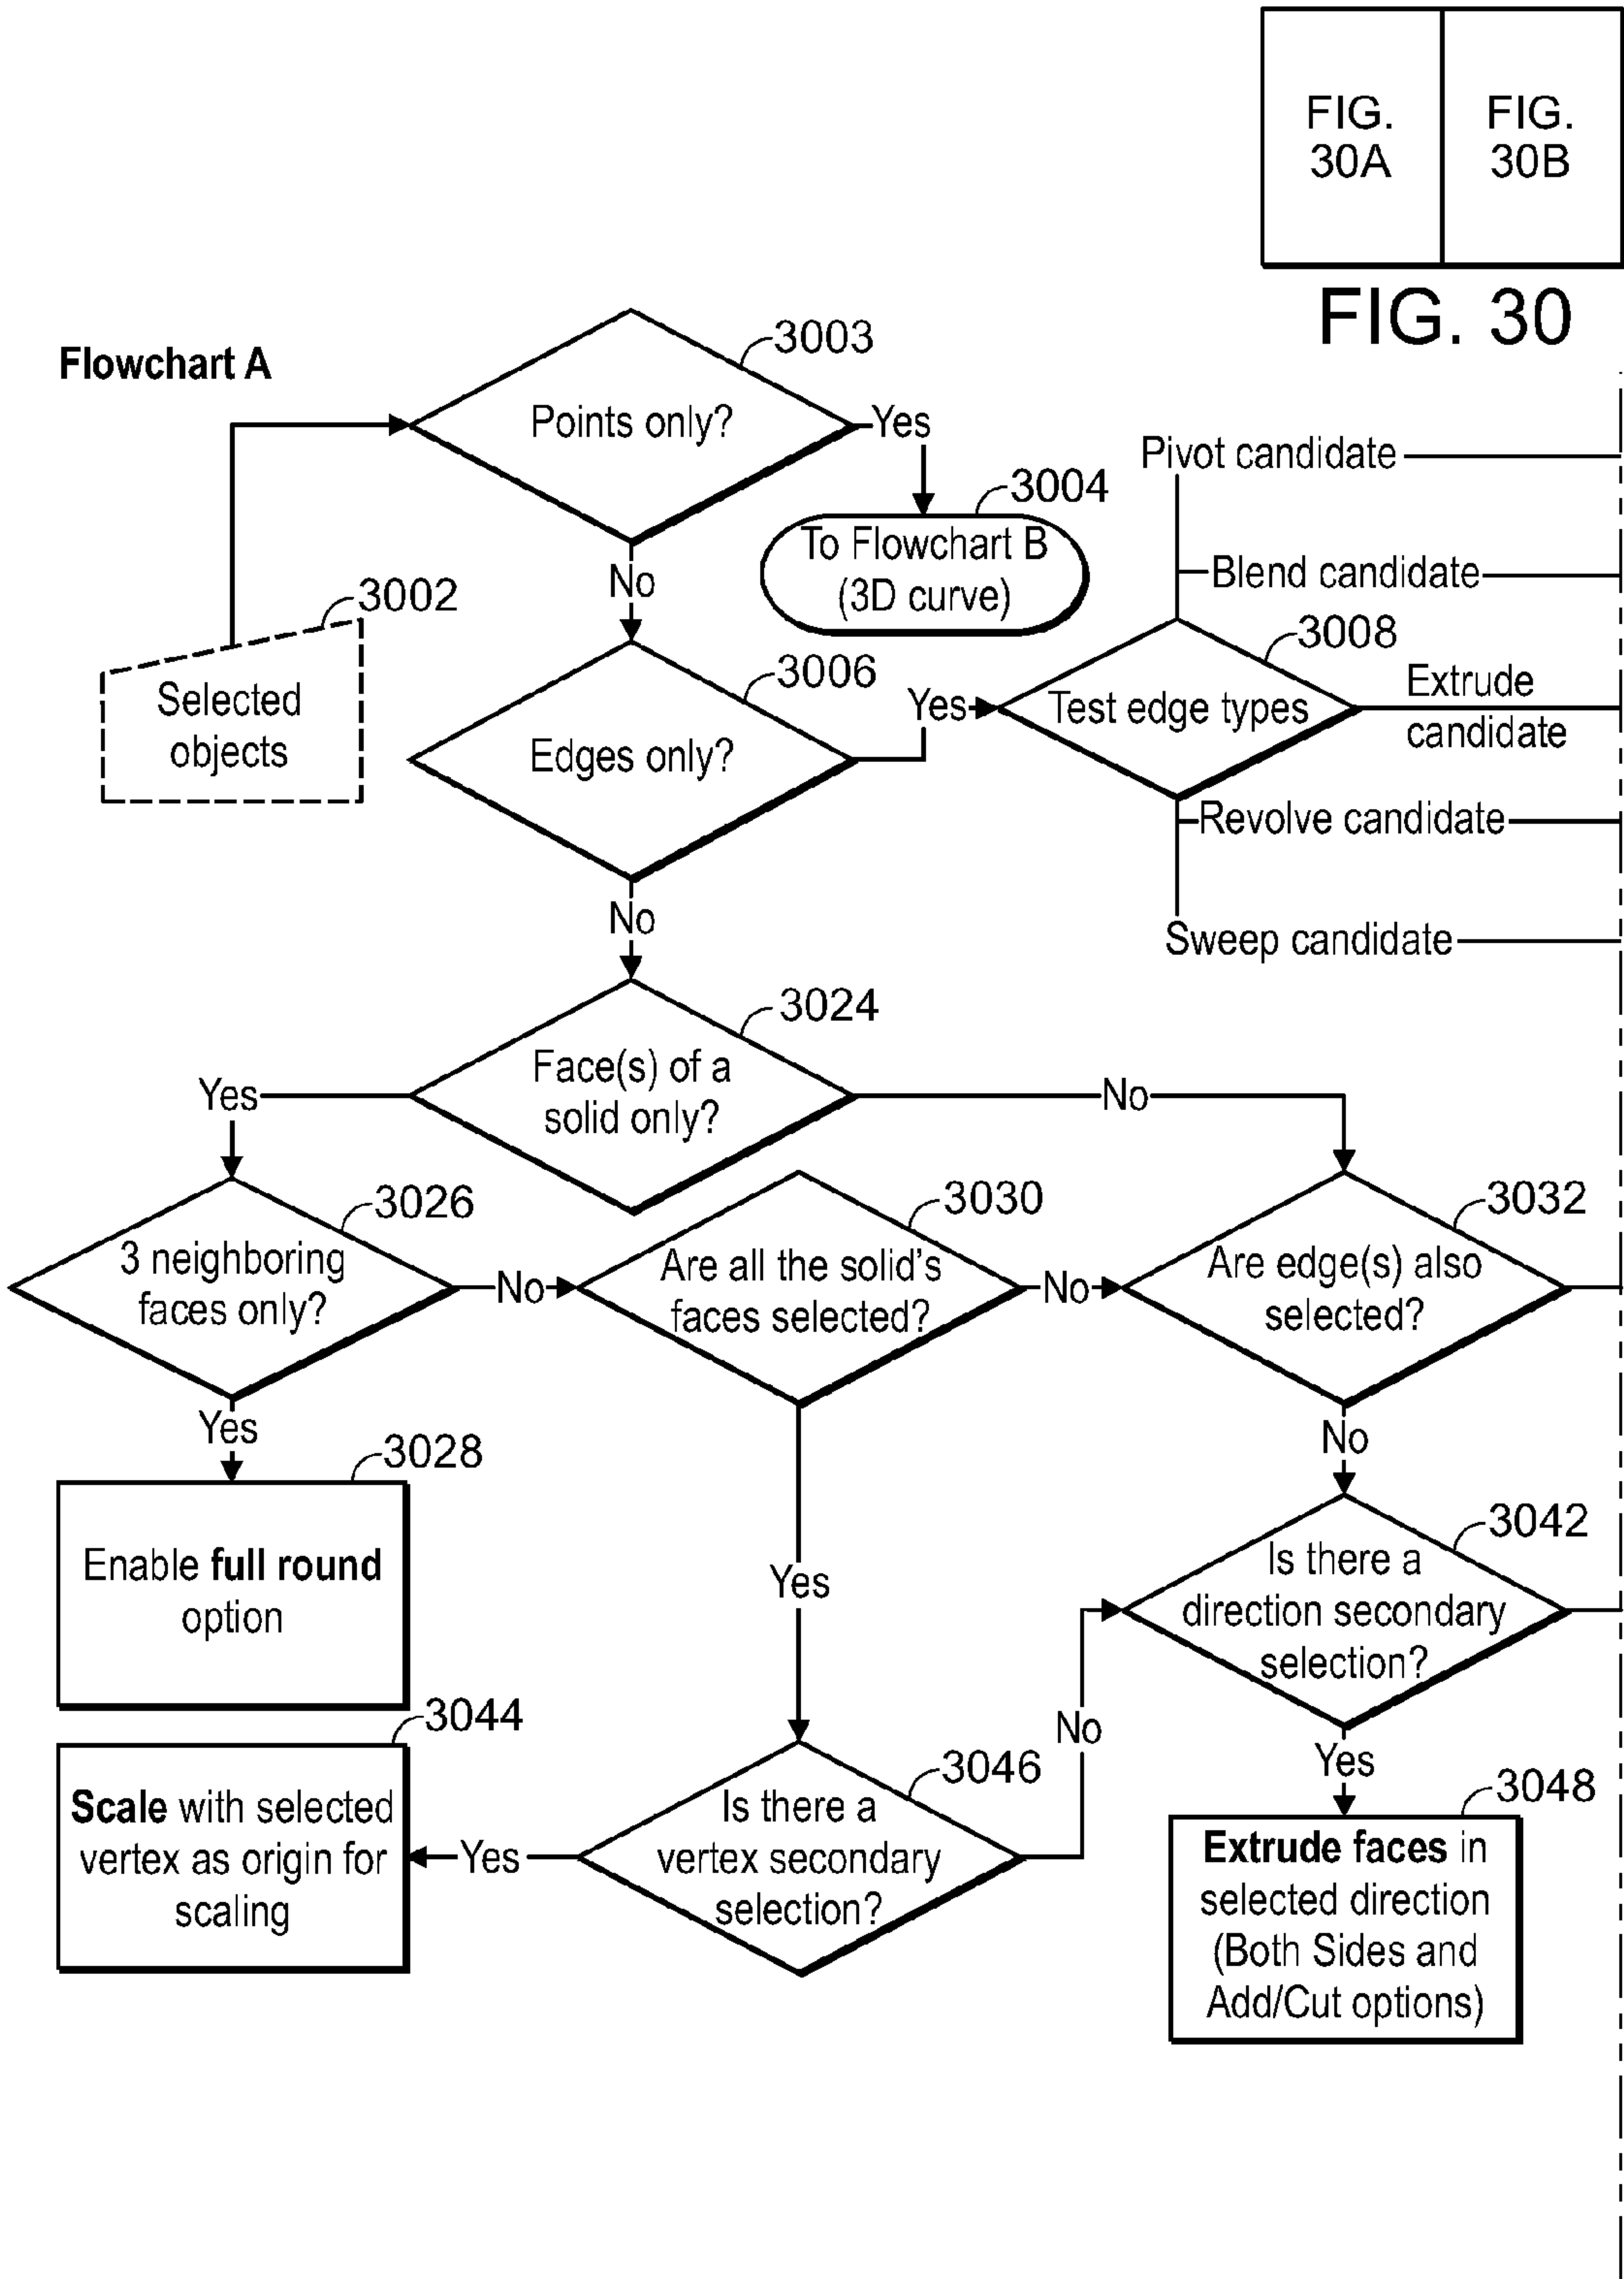 FIG.
30A
FIG.
30B
FIG. 30
Flowchart A
3003
Points only?
Yes
3004
To Flowchart B
(3D curve)
No
3002
Selected
objects
3006
Edges only?
Yes
Pivot candidate
Blend candidate
3008
Test edge types
Extrude
candidate
Revolve candidate
Sweep candidate
No
3024
Face(s) of a
solid only?
Yes
No
3026
3 neighboring
faces only?
No
3030
Are all the solid's
faces selected?
No
3032
Are edge(s) also
selected?
Yes
3028
Enable full round
option
Yes
No
3042
Is there a
direction secondary
selection?
3044
Scale with selected
vertex as origin for
scaling
Yes
3046
Is there a
vertex secondary
selection?
No
Yes
3048
Extrude faces in
selected direction
(Both Sides and
Add/Cut options)